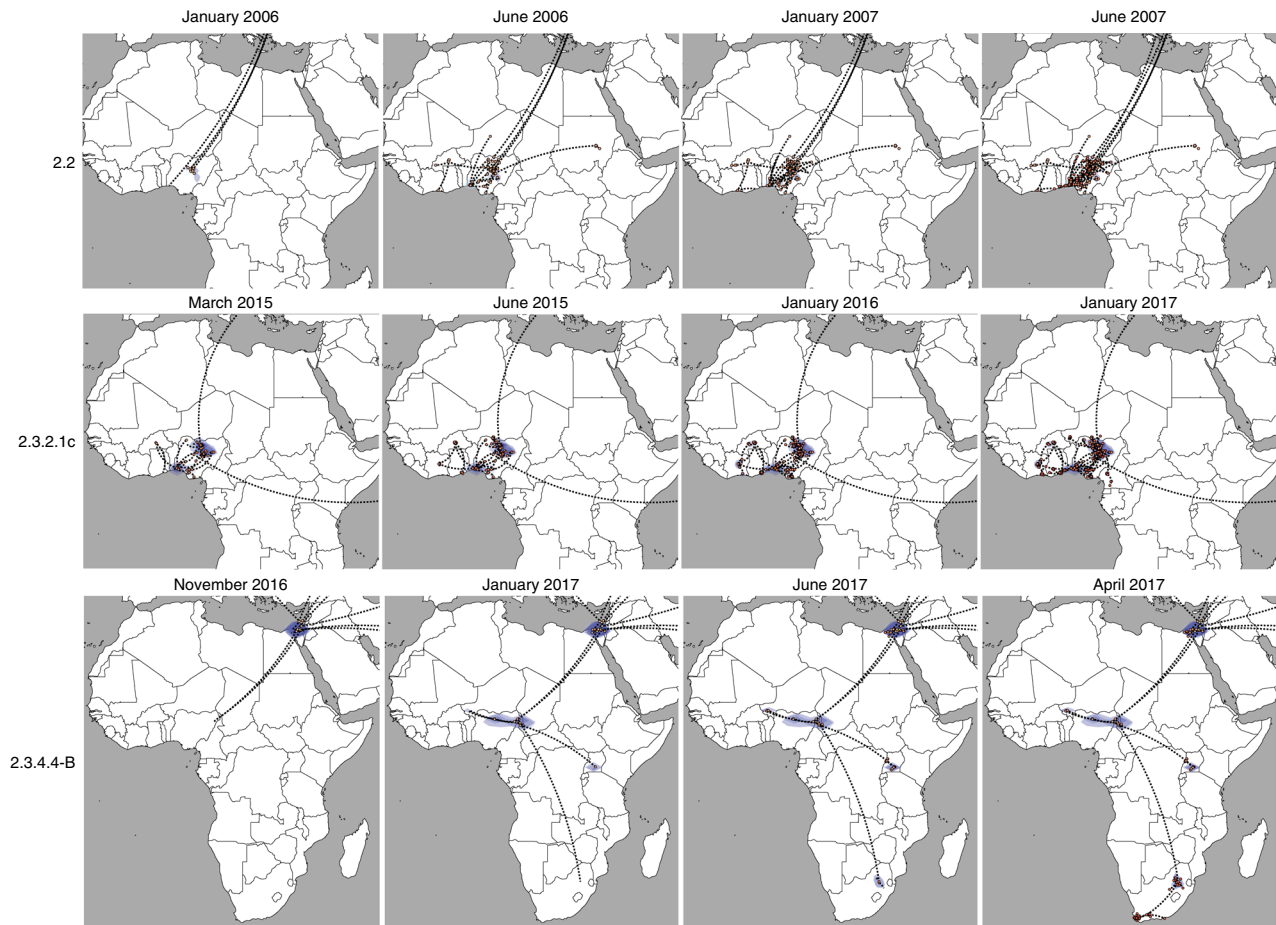 January 2006 June 2006 January 2007 June 2007
2.2
March 2015 June 2015 January 2016 January 2017
2.3.2.1c
November 2016 January 2017 June 2017 April 2017
2.3.4.4-B